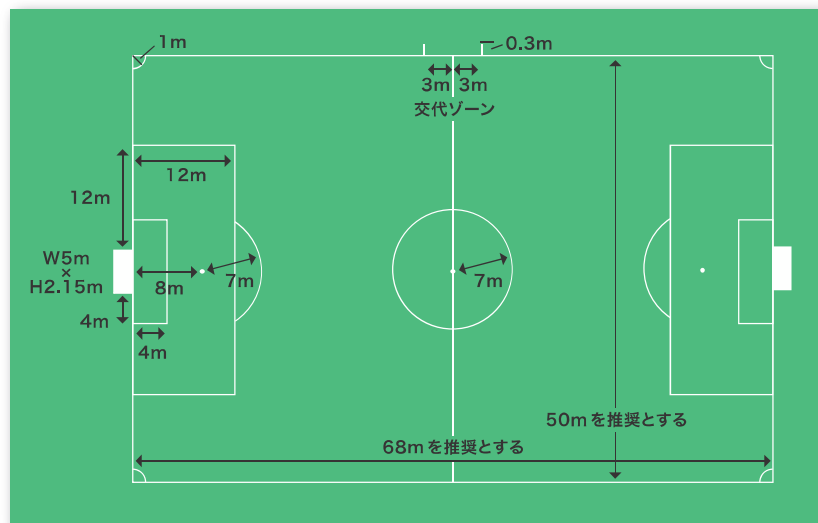 1m
0.3m
3m 3m
交代ゾーン
12m
12m
W5m
×
H2.15m
8m
7m
7m
4m
4m
50mを推奨とする
68mを推奨とする